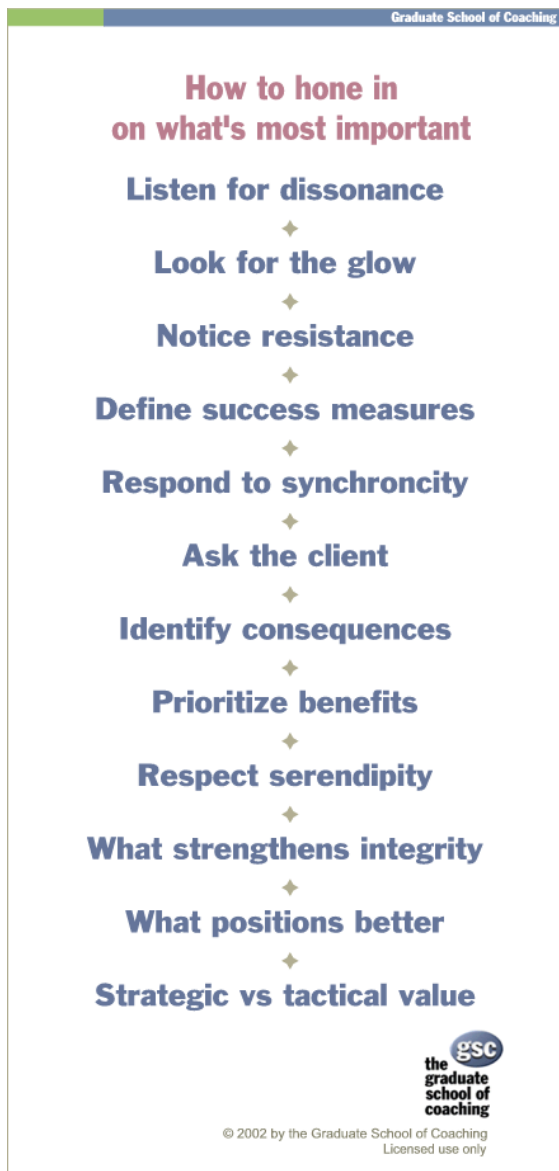 Graduate School of Coaching
How to hone in
on what's most important
Listen for dissonance
Look for the glow
Notice resistance
Define success measures
Respond to synchroncity
Ask the client
Identify consequences
Prioritize benefits
Respect serendipity
What strengthens integrity
What positions better
Strategic vs tactical value
gsc
the
graduate
school of
coaching
© 2002 by the Graduate School of Coaching
Licensed use only